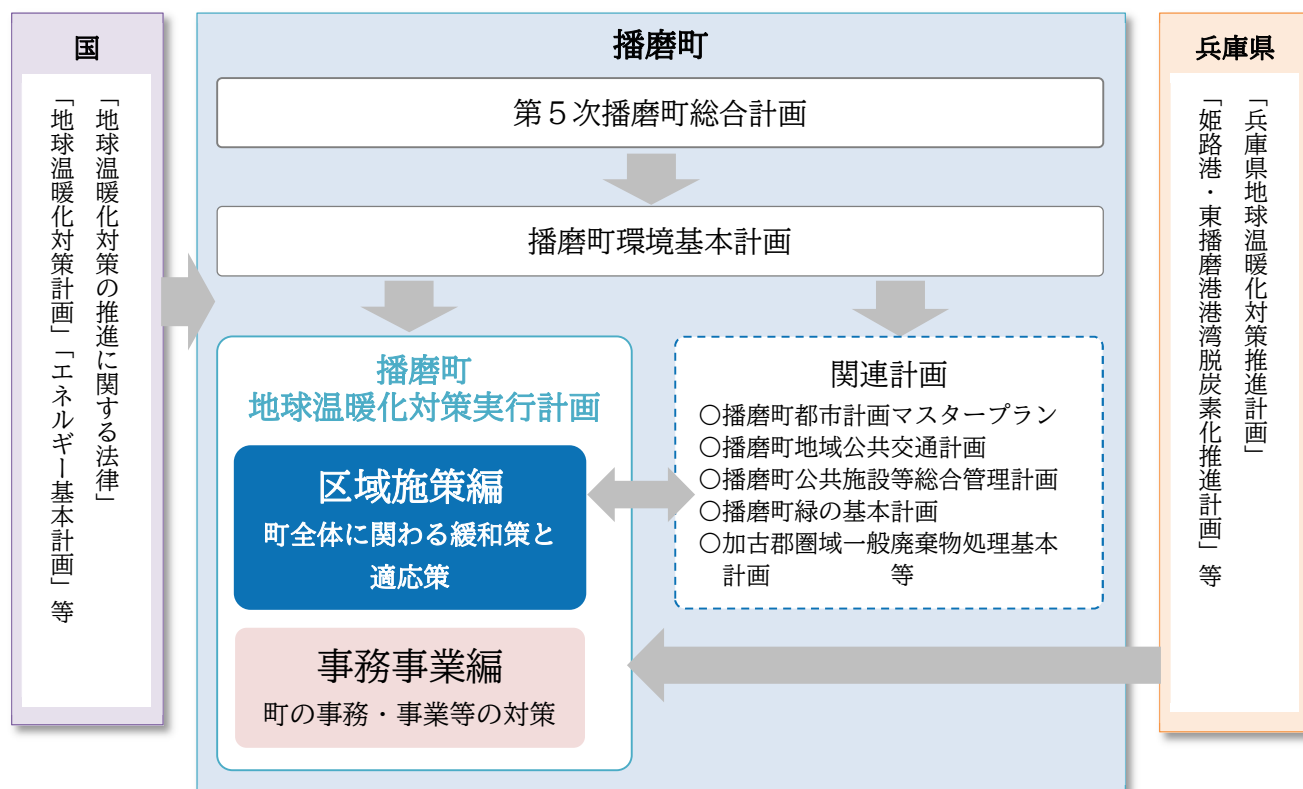 国
「地球温暖化対策の推進に関する法律」
「地球温暖化対策計画」「エネルギー基本計画」等
播磨町
第５次播磨町総合計画
播磨町環境基本計画
播磨町
地球温暖化対策実行計画
区域施策編
町全体に関わる緩和策と
適応策
事務事業編
町の事務・事業等の対策
関連計画
〇播磨町都市計画マスタープラン
〇播磨町地域公共交通計画
〇播磨町公共施設等総合管理計画
〇播磨町緑の基本計画
〇加古郡圏域一般廃棄物処理基本
計画　　　　等
兵庫県
「兵庫県地球温暖化対策推進計画」
「姫路港・東播磨港港湾脱炭素化推進計画」等